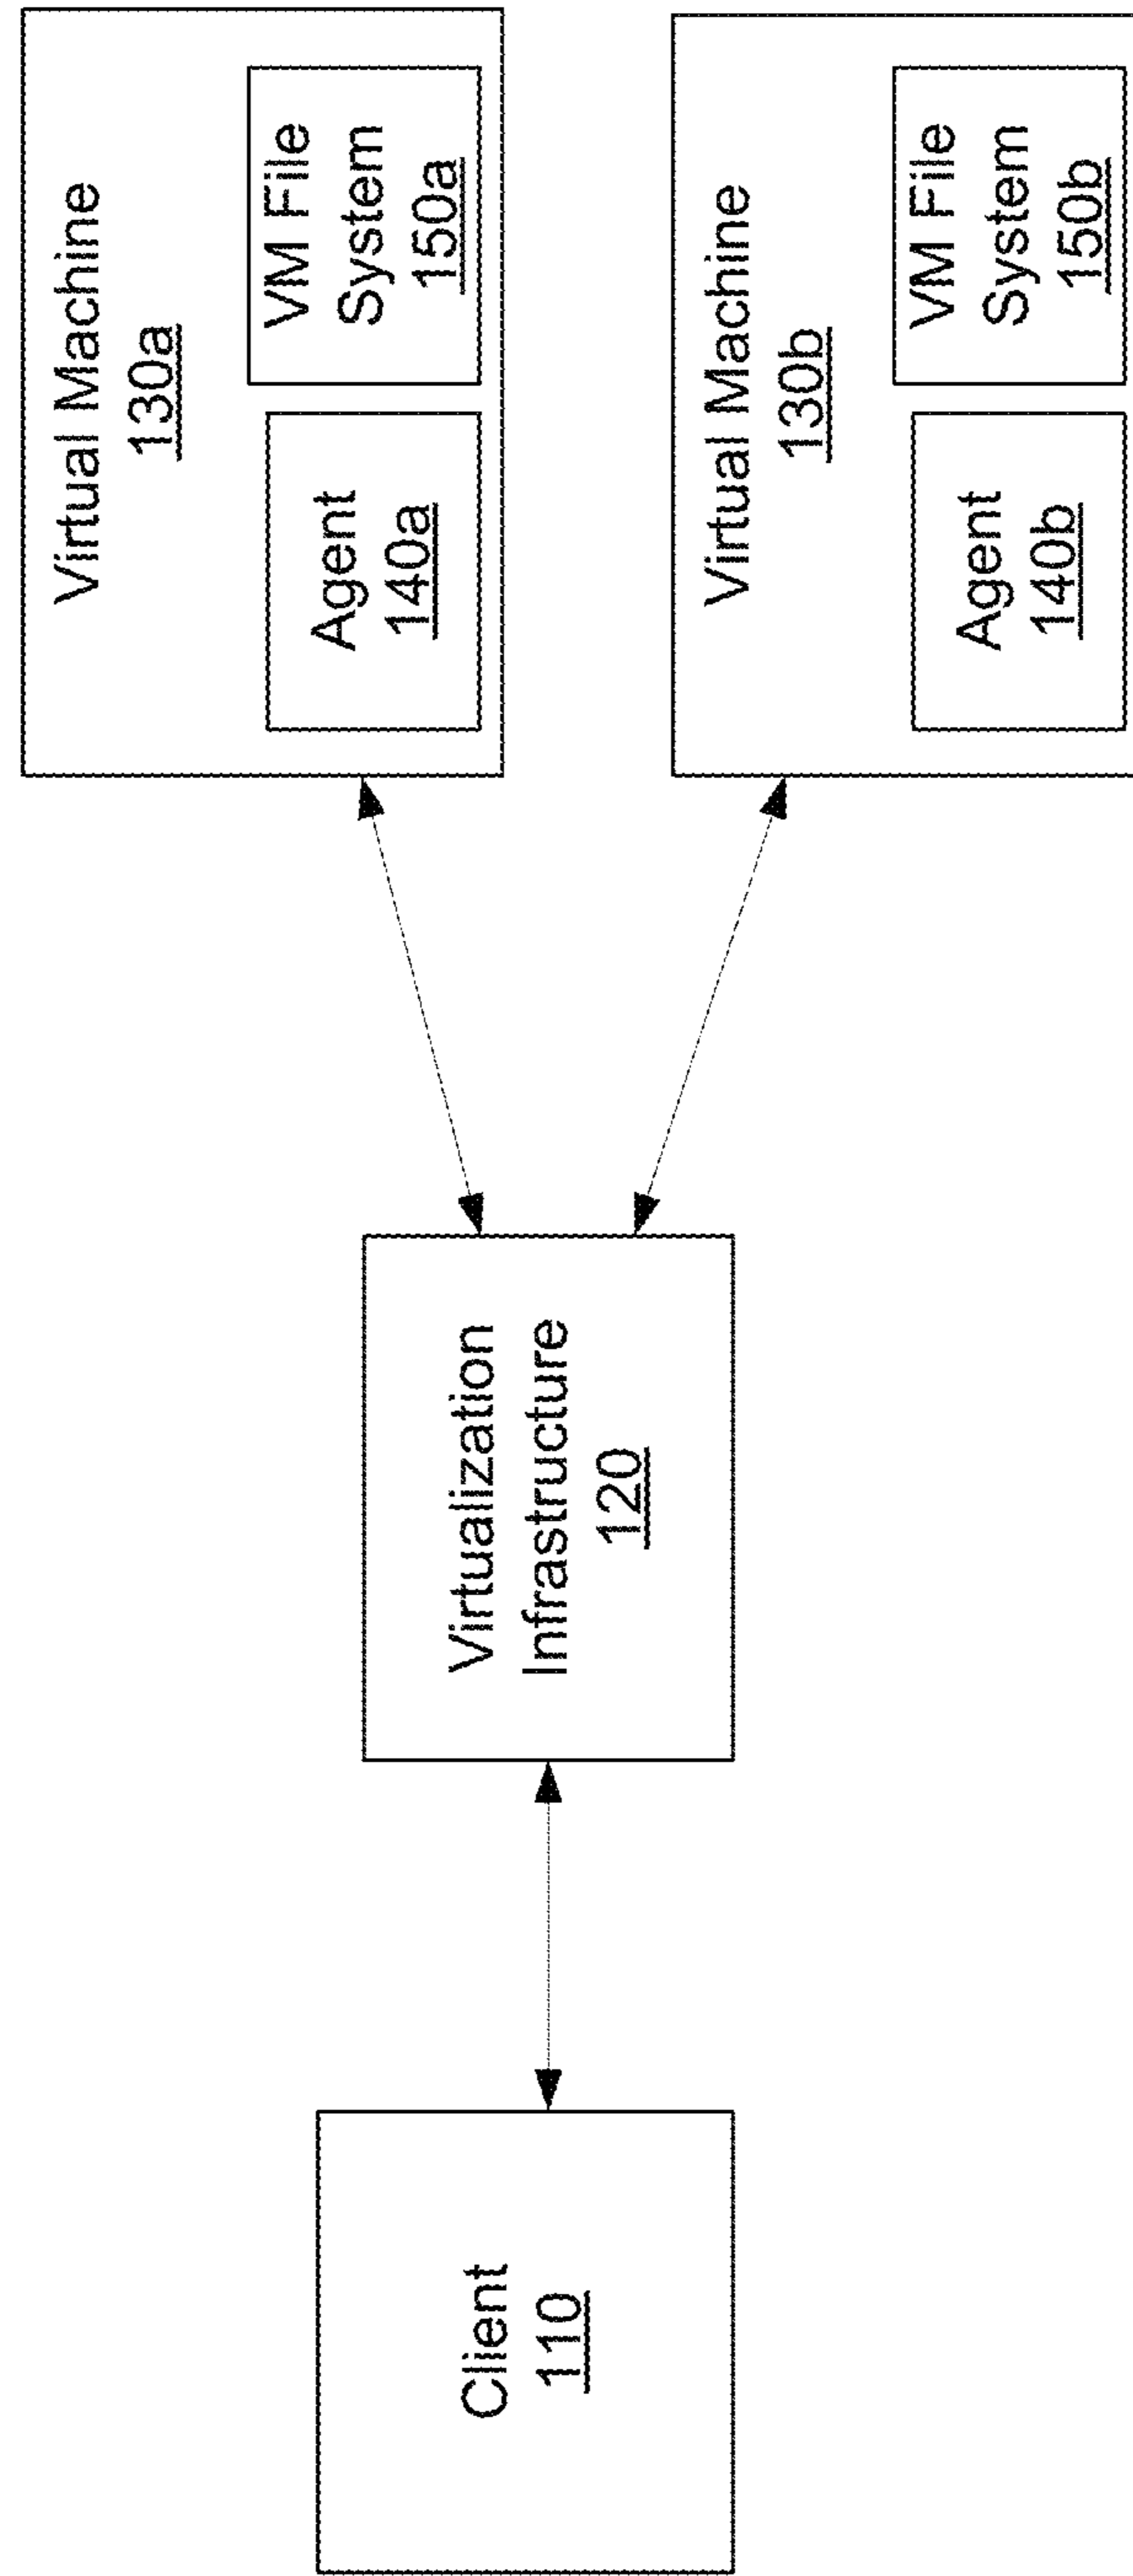 Client
110
Virtualization
Infrastructure
120
Virtual Machine
130a
Agent
140a
VM File
System
150a
Virtual Machine
130b
Agent
140b
VM File
System
150b